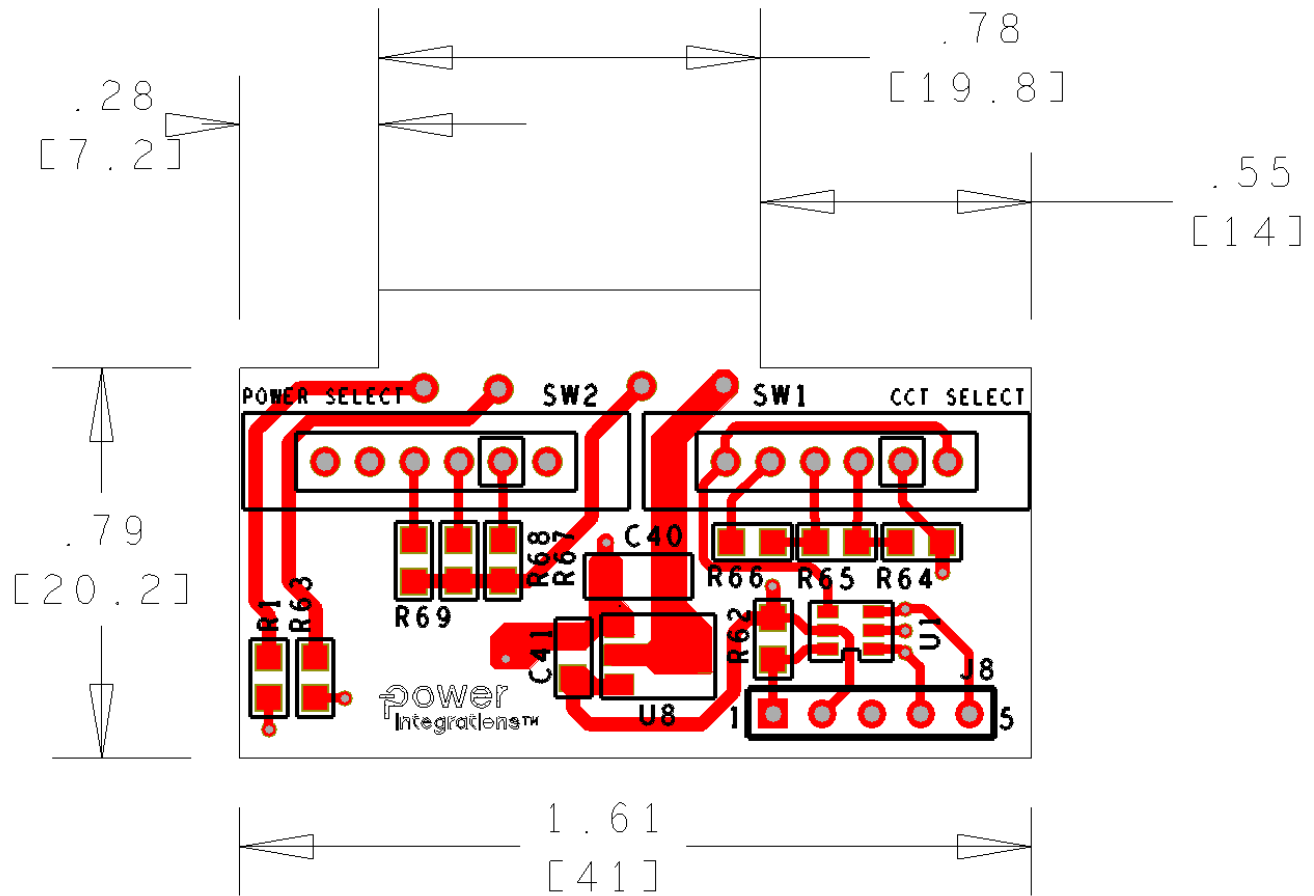 .78
[19.8]
.28
[7.2]
.55
[14]
POWER SELECT
SW2
SW1
CCT SELECT
.79
[20.2]
C40
R68
R67
R66
R65
R64
R69
R1
R63
C41
R62
U1
J8
power
integrations™
U8
1
5
1.61
[41]